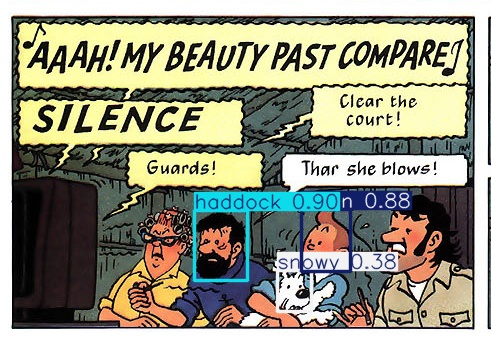 ♪AAAH! MY BEAUTY PAST COMPARE♫
SILENCE
Clear the
court!
Guards!
Thar she blows!
haddock 0.90
n 0.88
snowy 0.38